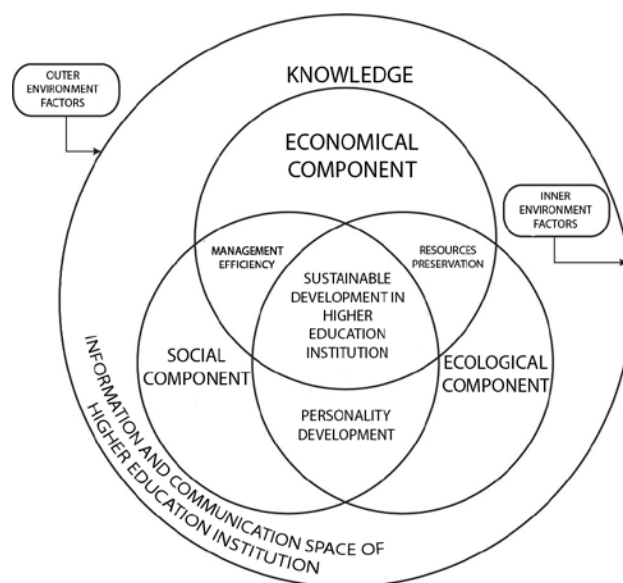 OUTER
ENVIRONMENT
FACTORS
KNOWLEDGE
ECONOMICAL
COMPONENT
INNER
ENVIRONMENT
FACTORS
MANAGEMENT
EFFICIENCY
RESOURCES
PRESERVATION
SUSTAINABLE
DEVELOPMENT IN
HIGHER
EDUCATION
INSTITUTION
SOCIAL
COMPONENT
ECOLOGICAL
COMPONENT
PERSONALITY
DEVELOPMENT
INFORMATION AND COMMUNICATION SPACE OF
HIGHER EDUCATION INSTITUTION